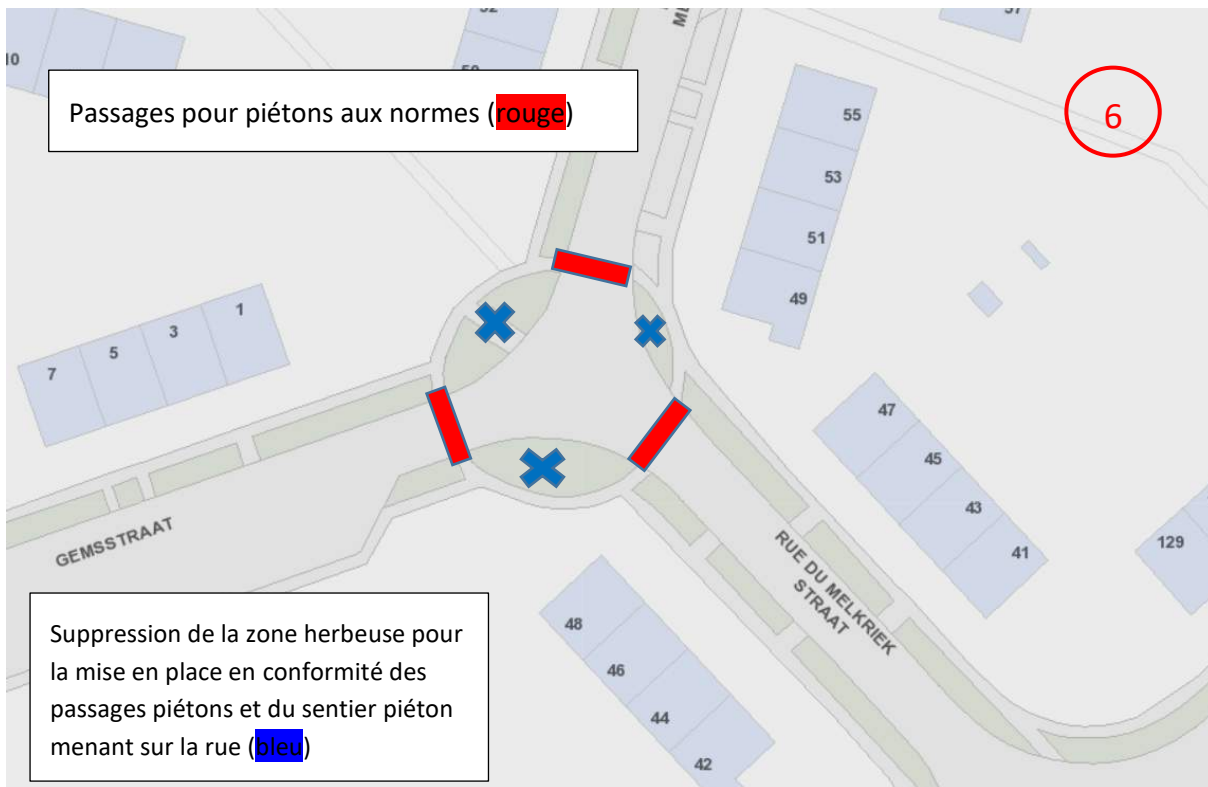 10
52
37
Passages pour piétons aux normes (rouge)
6
55
53
51
49
1
3
5
7
47
45
43
41
129
GEMSSTRAAT
RUE DU MELKRIEK
STRAAT
48
46
44
42
Suppression de la zone herbeuse pour
la mise en place en conformité des
passages piétons et du sentier piéton
menant sur la rue (bleu)